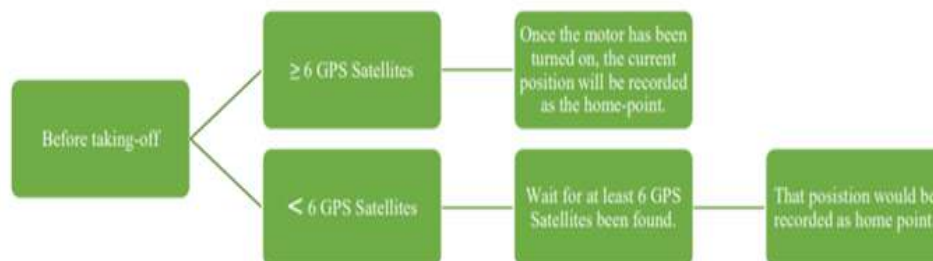 Before taking-off
≥ 6 GPS Satellites
Once the motor has been
turned on, the current
position will be recorded
as the home-point.
< 6 GPS Satellites
Wait for at least 6 GPS
Satellites been found.
That posistion would be
recorded as home point